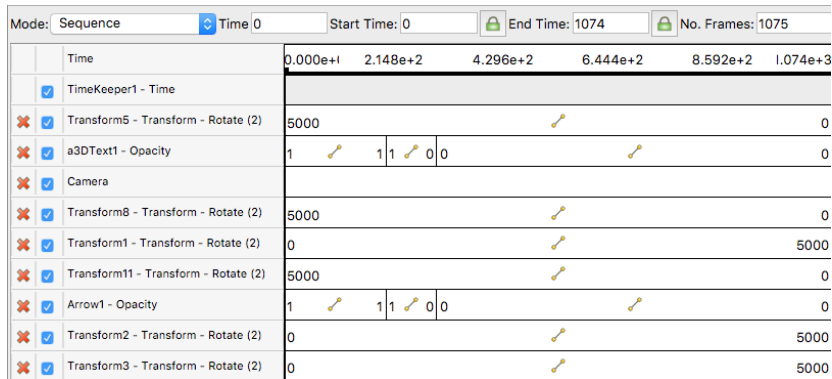 Mode: Sequence Time 0 Start Time: 0 End Time: 1074 No. Frames: 1075
Time 0.000e+( 2.148e+2 4.296e+2 6.444e+2 8.592e+2 1.074e+3
TimeKeeper1 - Time
Transform5 - Transform - Rotate (2) 5000 0
a3DText1 - Opacity 1 1 1 0 0 0
Camera
Transform8 - Transform - Rotate (2) 5000 0
Transform1 - Transform - Rotate (2) 0 5000
Transform11 - Transform - Rotate (2) 5000 0
Arrow1 - Opacity 1 1 1 0 0 0
Transform2 - Transform - Rotate (2) 0 5000
Transform3 - Transform - Rotate (2) 0 5000